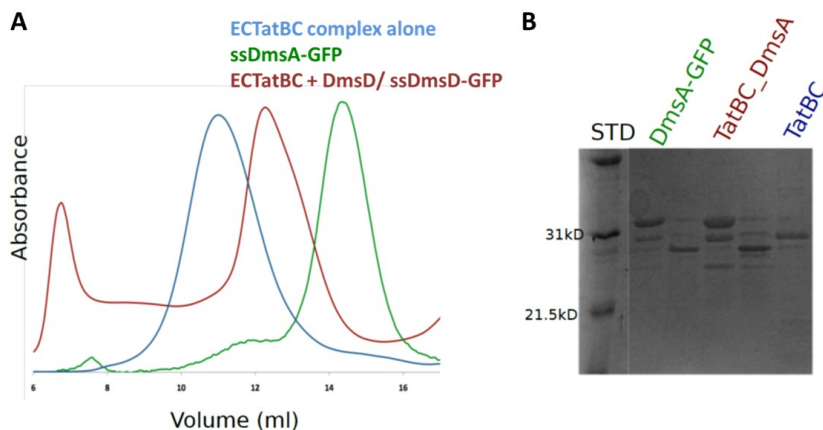 A
ECTatBC complex alone
ssDmsA-GFP
ECTatBC + DmsD/ ssDmsD-GFP
Absorbance
6 8 10 12 14 16
Volume (ml)
B
STD
DmsA-GFP
TatBC_DmsA
TatBC
31kD
21.5kD